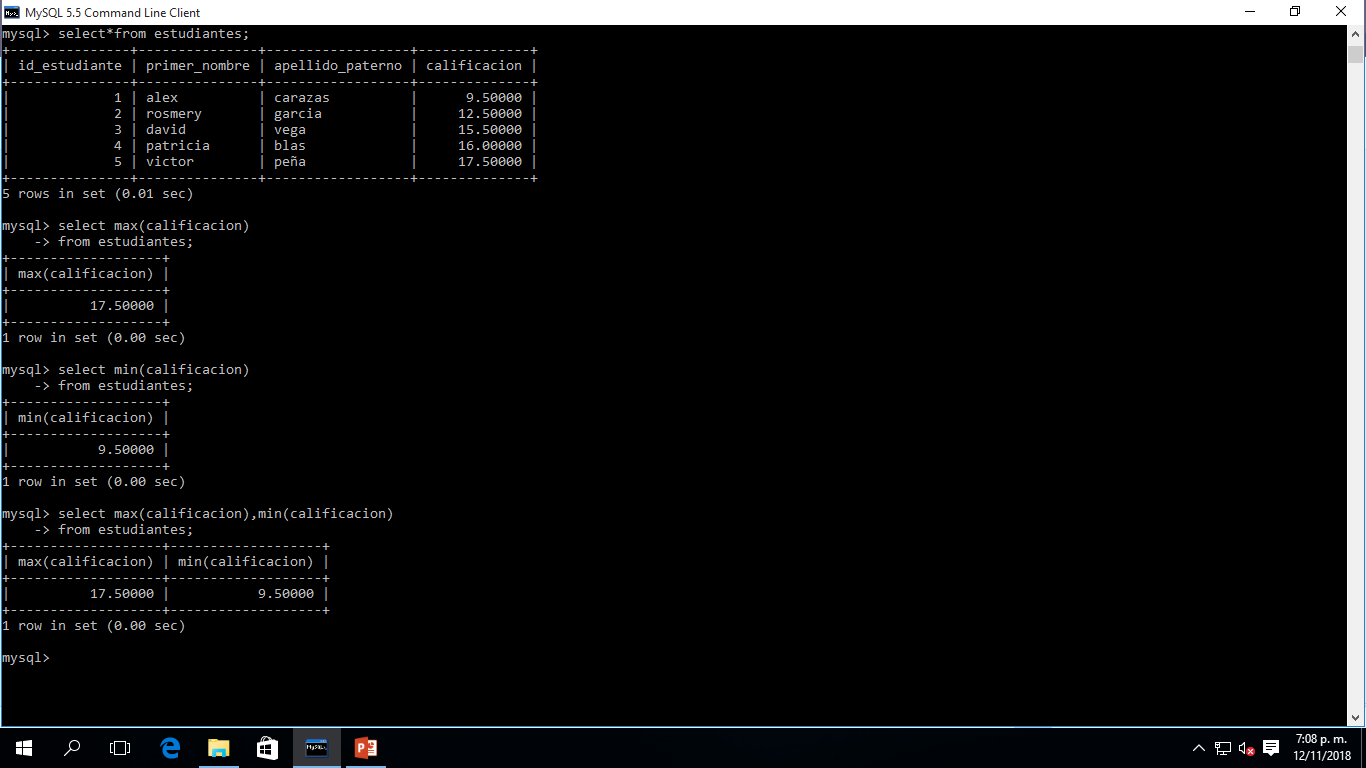 MySQL 5.5 Command Line Client
mysql> select*from estudiantes;
+---------------+---------------+------------------+--------------+
| id_estudiante | primer_nombre | apellido_paterno | calificacion |
+---------------+---------------+------------------+--------------+
|             1 | alex          | carazas          |      9.50000 |
|             2 | rosmery       | garcia           |     12.50000 |
|             3 | david         | vega             |     15.50000 |
|             4 | patricia      | blas             |     16.00000 |
|             5 | victor        | peña             |     17.50000 |
+---------------+---------------+------------------+--------------+
5 rows in set (0.01 sec)
mysql> select max(calificacion)
    -> from estudiantes;
+-------------------+
| max(calificacion) |
+-------------------+
|          17.50000 |
+-------------------+
1 row in set (0.00 sec)
mysql> select min(calificacion)
    -> from estudiantes;
+-------------------+
| min(calificacion) |
+-------------------+
|           9.50000 |
+-------------------+
1 row in set (0.00 sec)
mysql> select max(calificacion),min(calificacion)
    -> from estudiantes;
+-------------------+-------------------+
| max(calificacion) | min(calificacion) |
+-------------------+-------------------+
|          17.50000 |           9.50000 |
+-------------------+-------------------+
1 row in set (0.00 sec)
mysql>
7:08 p. m.
12/11/2018